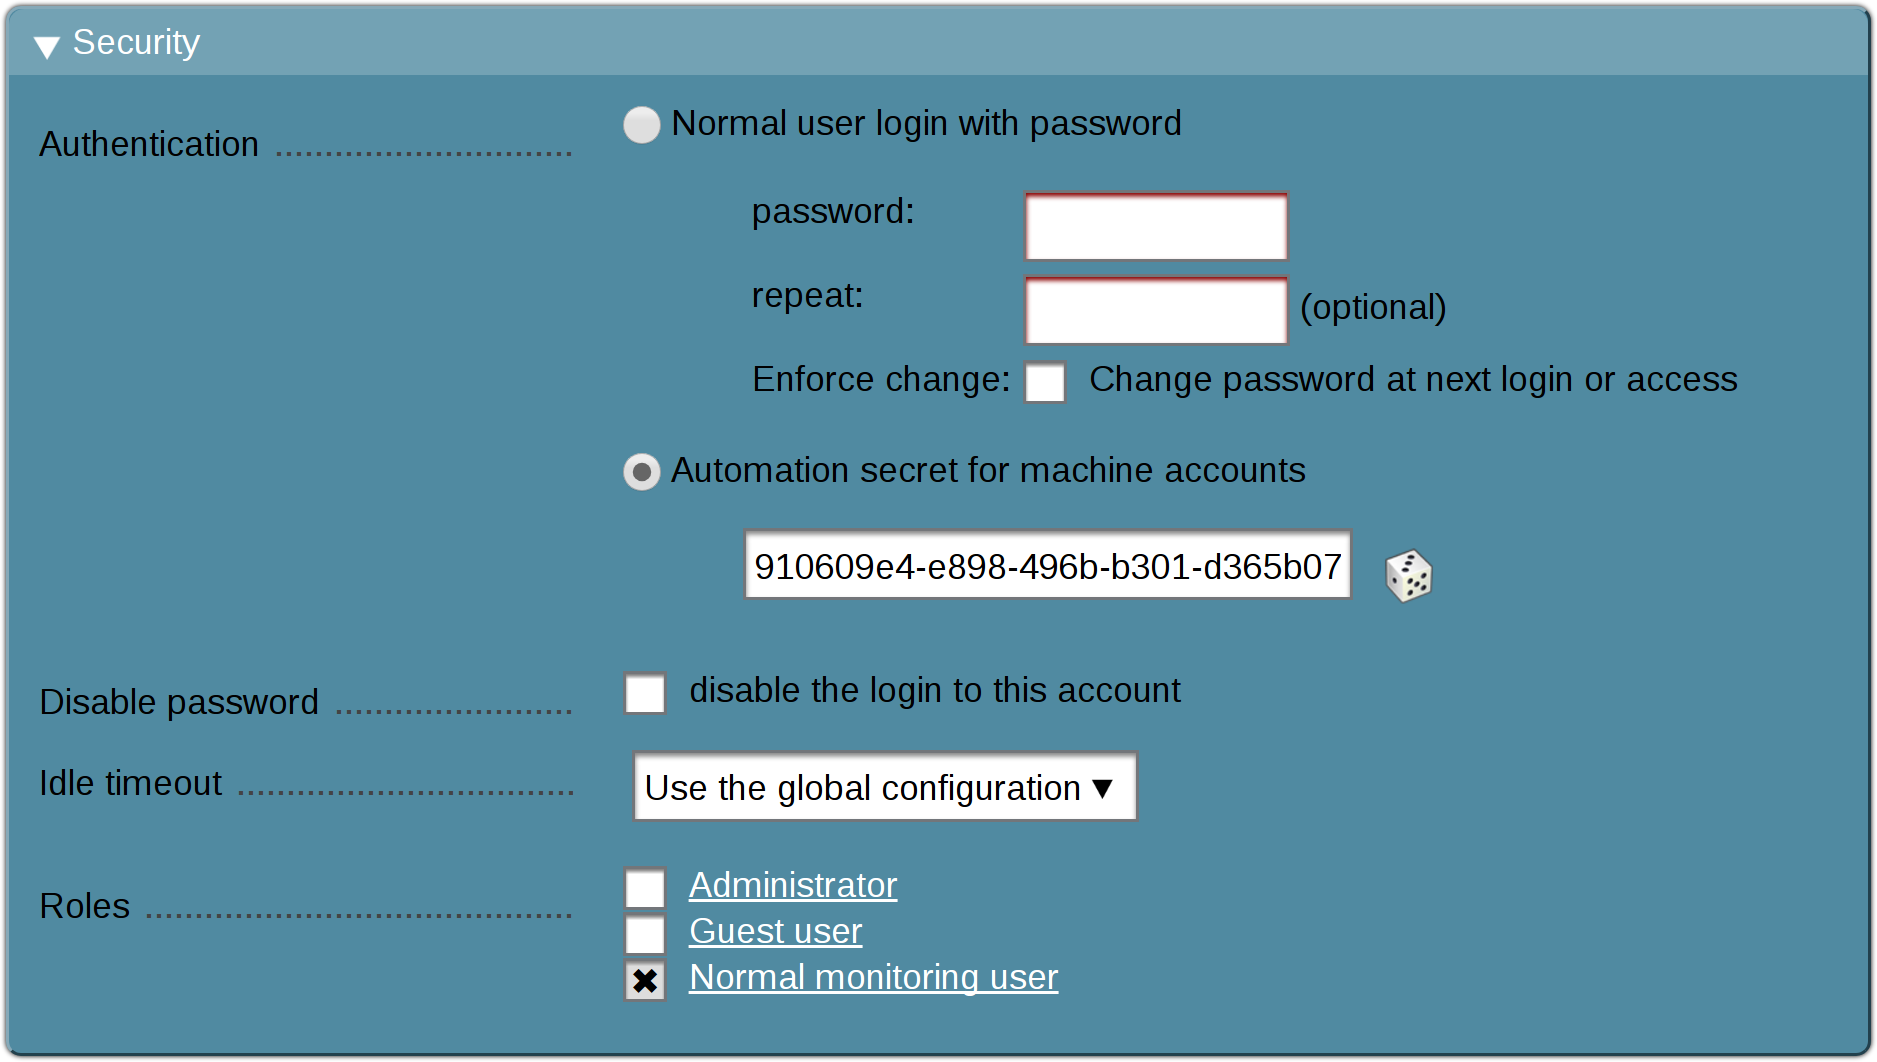 Security
Authentication
Normal user login with password
password:
repeat:
(optional)
Enforce change:
Change password at next login or access
Automation secret for machine accounts
910609e4-e898-496b-b301-d365b07
Disable password
disable the login to this account
Idle timeout
Use the global configuration
Roles
Administrator
Guest user
Normal monitoring user